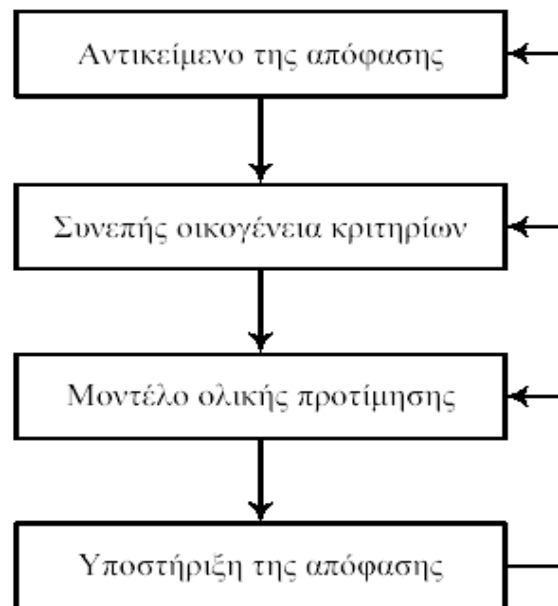 Αντικείμενο της απόφασης
Συνεπής οικογένεια κριτηρίων
Μοντέλο ολικής προτίμησης
Υποστήριξη της απόφασης